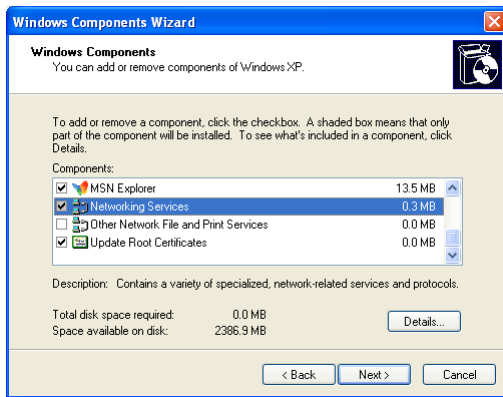 Windows Components Wizard
Windows Components
You can add or remove components of Windows XP.
To add or remove a component, click the checkbox. A shaded box means that only
part of the component will be installed. To see what's included in a component, click
Details.
Components:
MSN Explorer 13.5 MB
Networking Services 0.3 MB
Other Network File and Print Services 0.0 MB
Update Root Certificates 0.0 MB
Description: Contains a variety of specialized, network-related services and protocols.
Total disk space required: 0.0 MB
Space available on disk: 2386.9 MB
Details...
< Back Next > Cancel